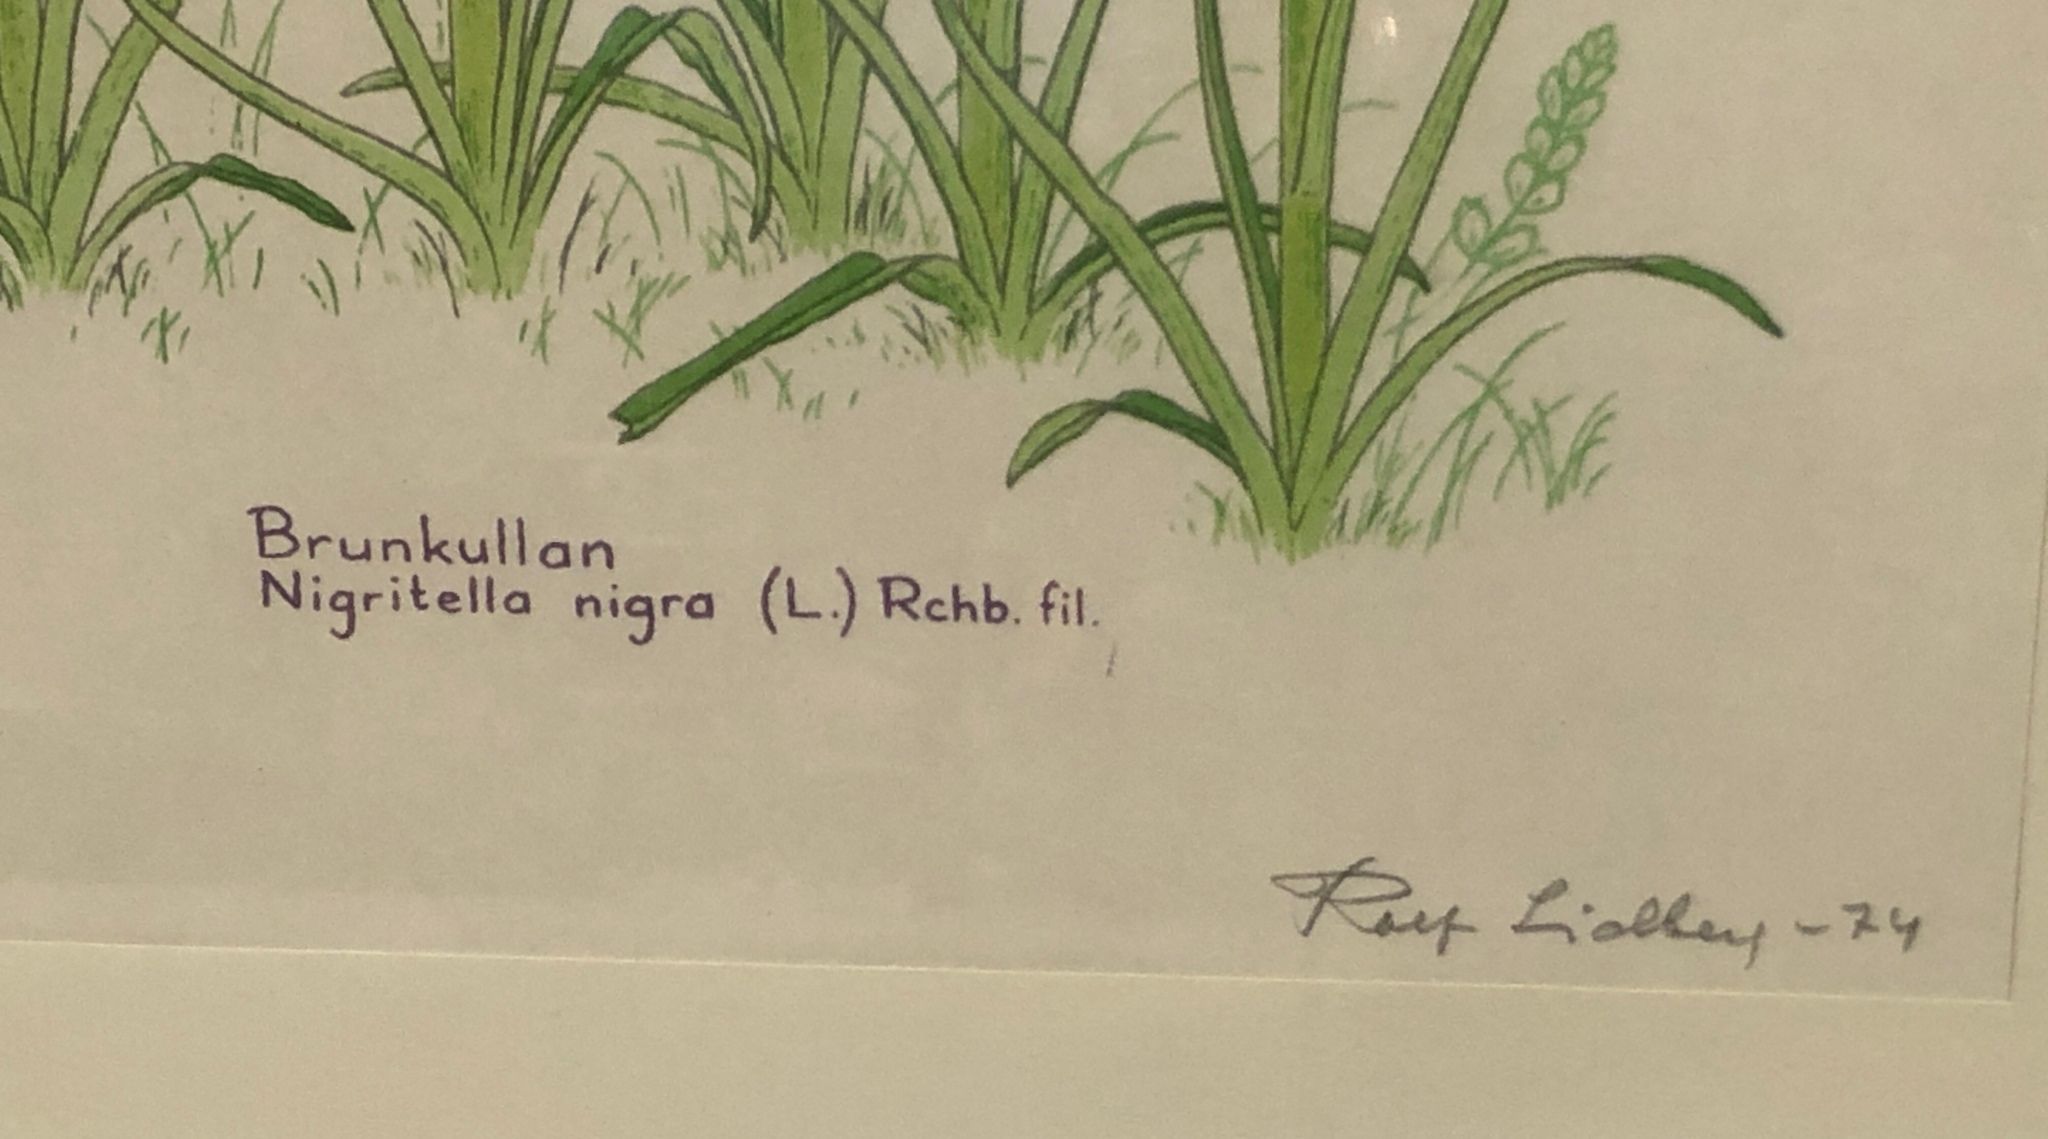 Brunkullan
Nigritella nigra (L.) Rchb. fil.
Rolf Lidberg -74